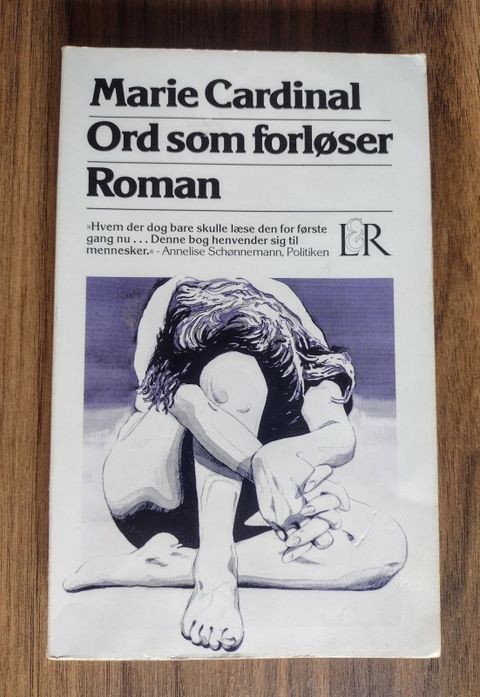 Marie Cardinal
Ord som forløser
Roman
»Hvem der dog bare skulle læse den for første
gang nu . . . Denne bog henvender sig til
mennesker.« - Annelise Schønnemann, Politiken
L&R